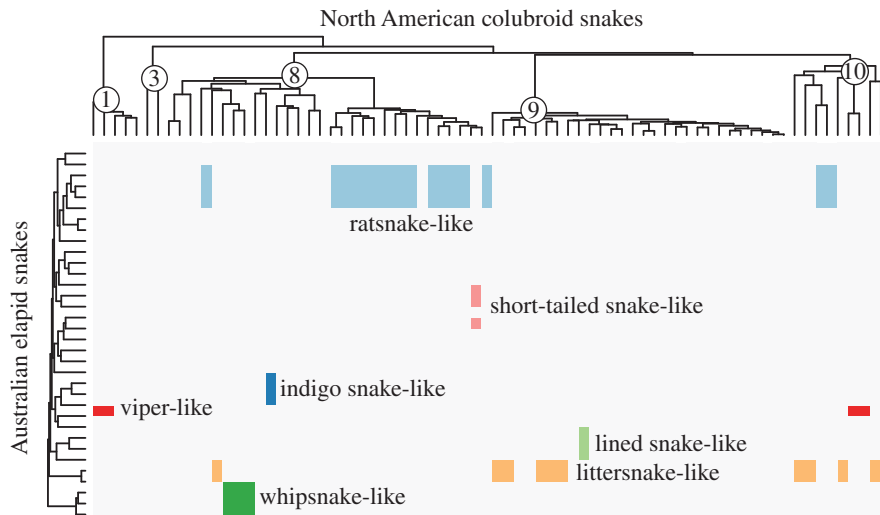 North American colubroid snakes
1
3
8
9
10
Australian elapid snakes
ratsnake-like
short-tailed snake-like
indigo snake-like
viper-like
lined snake-like
littersnake-like
whipsnake-like